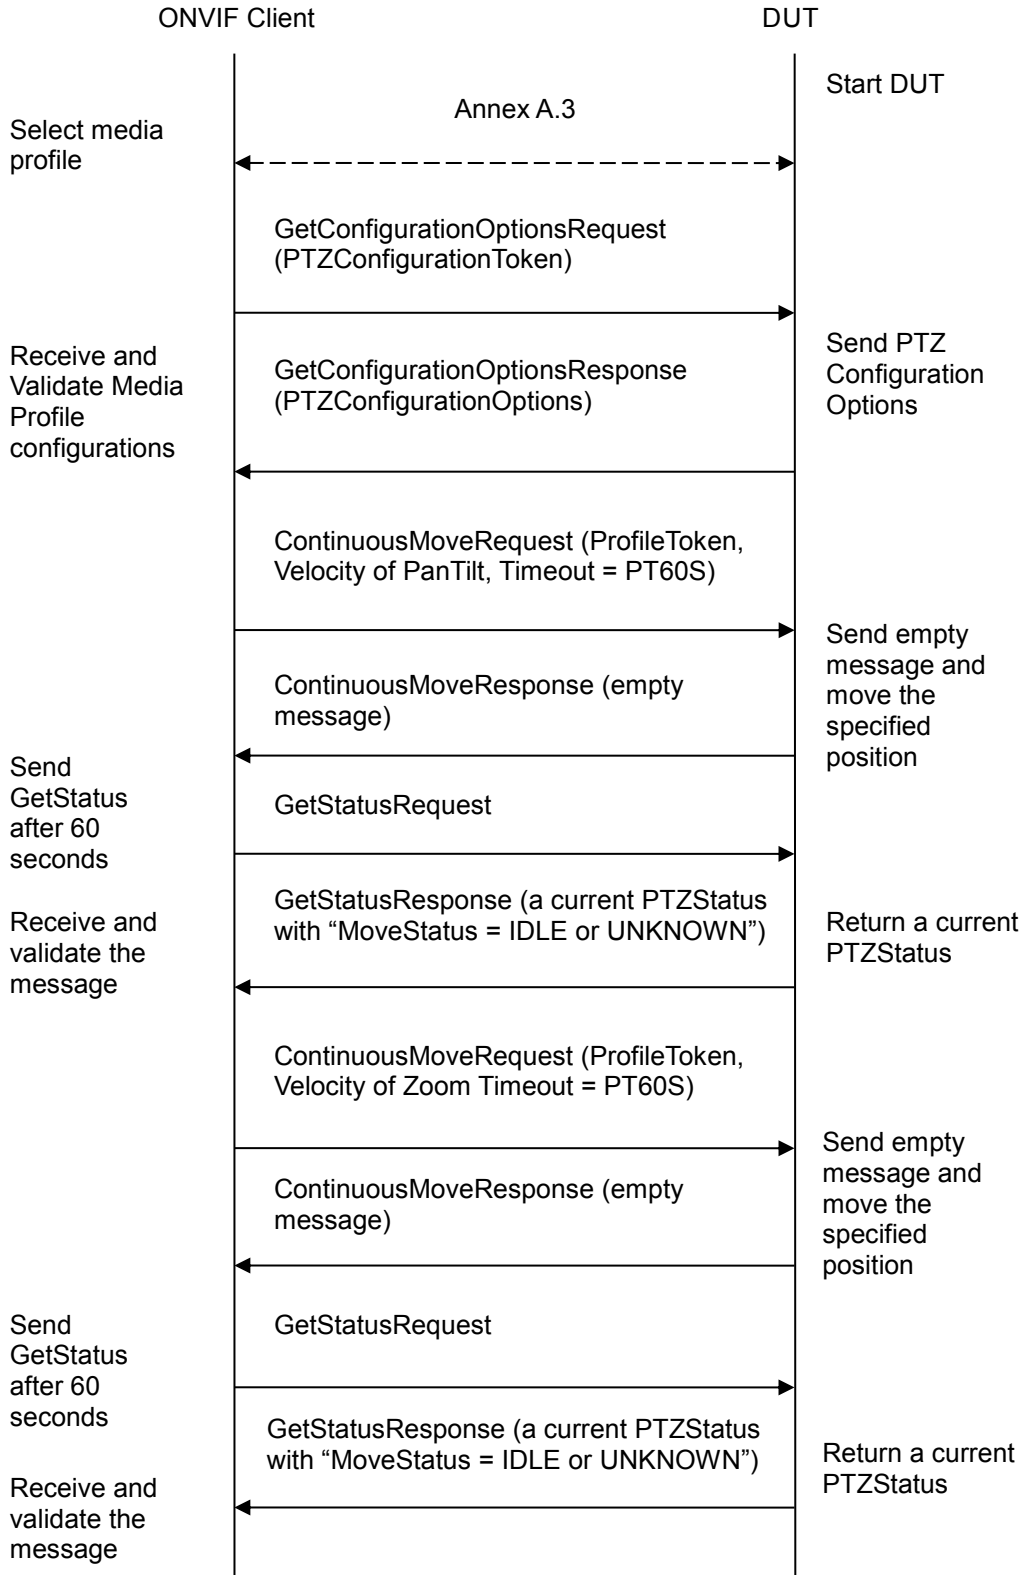 ONVIF Client
DUT
Start DUT
Annex A.3
Select media
profile
GetConfigurationOptionsRequest
(PTZConfigurationToken)
Receive and
Validate Media
Profile
configurations
GetConfigurationOptionsResponse
(PTZConfigurationOptions)
Send PTZ
Configuration
Options
ContinuousMoveRequest (ProfileToken,
Velocity of PanTilt, Timeout = PT60S)
Send empty
message and
move the
specified
position
ContinuousMoveResponse (empty
message)
Send
GetStatus
after 60
seconds
GetStatusRequest
GetStatusResponse (a current PTZStatus
with “MoveStatus = IDLE or UNKNOWN”)
Receive and
validate the
message
Return a current
PTZStatus
ContinuousMoveRequest (ProfileToken,
Velocity of Zoom Timeout = PT60S)
Send empty
message and
move the
specified
position
ContinuousMoveResponse (empty
message)
Send
GetStatus
after 60
seconds
GetStatusRequest
GetStatusResponse (a current PTZStatus
with “MoveStatus = IDLE or UNKNOWN”)
Return a current
PTZStatus
Receive and
validate the
message